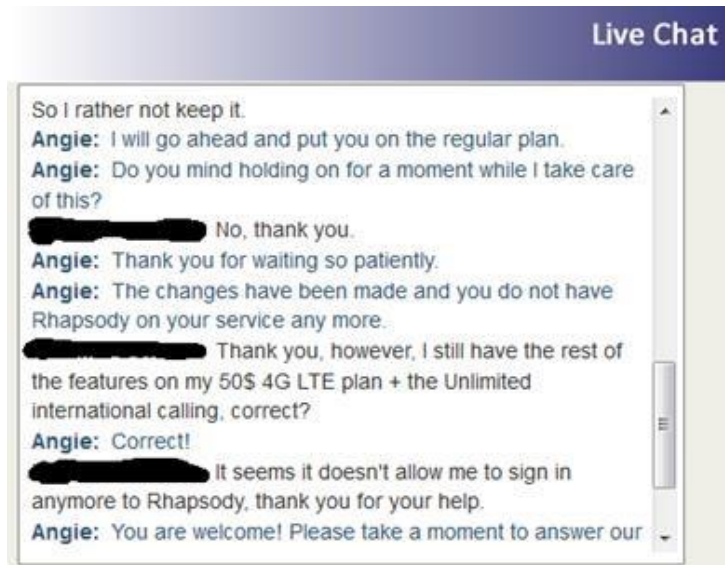 Live Chat
So I rather not keep it.
Angie: I will go ahead and put you on the regular plan.
Angie: Do you mind holding on for a moment while I take care
of this?
No, thank you.
Angie: Thank you for waiting so patiently.
Angie: The changes have been made and you do not have
Rhapsody on your service any more.
Thank you, however, I still have the rest of
the features on my 50$ 4G LTE plan + the Unlimited
international calling, correct?
Angie: Correct!
It seems it doesn't allow me to sign in
anymore to Rhapsody, thank you for your help.
Angie: You are welcome! Please take a moment to answer our